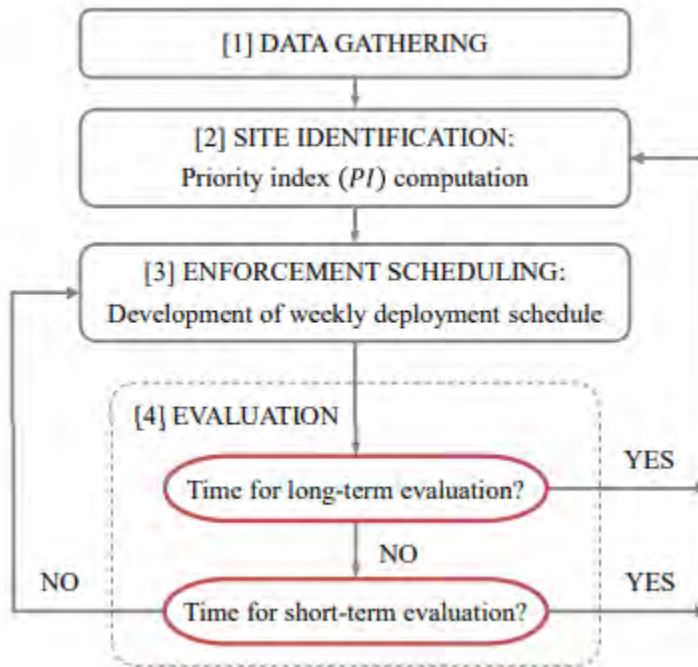 [1] DATA GATHERING
[2] SITE IDENTIFICATION:
Priority index (PI) computation
[3] ENFORCEMENT SCHEDULING:
Development of weekly deployment schedule
[4] EVALUATION
YES
Time for long-term evaluation?
NO
NO
YES
Time for short-term evaluation?